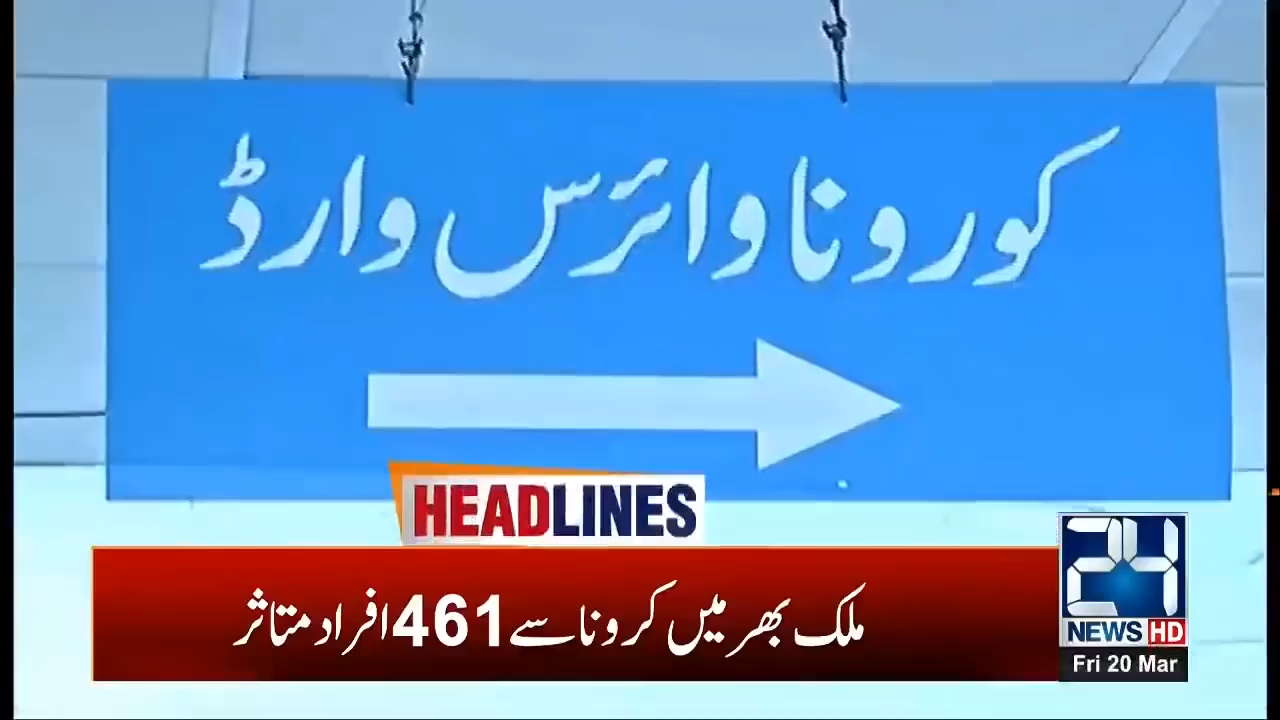 کورونا وائرس وارڈ
HEADLINES
ملک بھر میں کرونا سے 461 افراد متاثر
24
NEWS HD
Fri 20 Mar